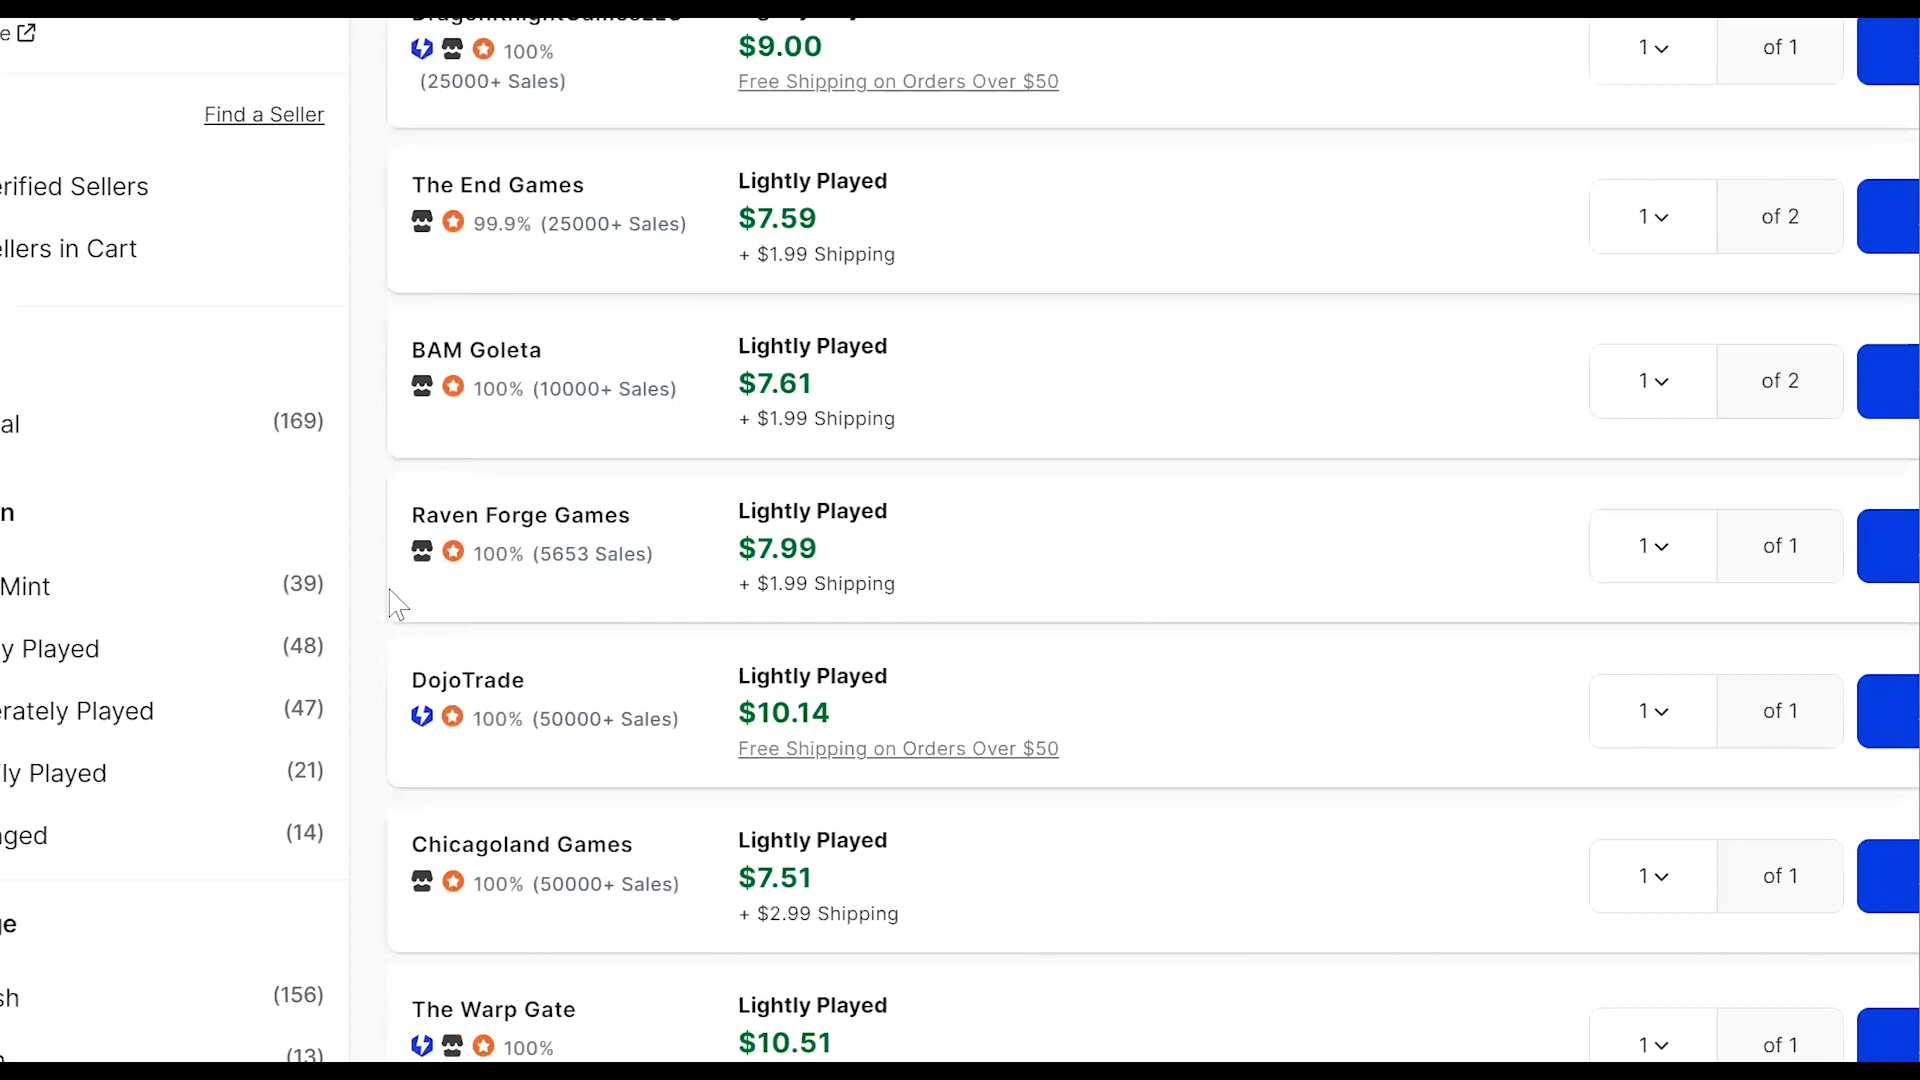 e
Find a Seller
erified Sellers
ellers in Cart
al (169)
n
Mint (39)
y Played (48)
erately Played (47)
ly Played (21)
aged (14)
ge
sh (156)
(13)
100%
(25000+ Sales)
$9.00
Free Shipping on Orders Over $50
1 of 1
The End Games
99.9% (25000+ Sales)
Lightly Played
$7.59
+ $1.99 Shipping
1 of 2
BAM Goleta
100% (10000+ Sales)
Lightly Played
$7.61
+ $1.99 Shipping
1 of 2
Raven Forge Games
100% (5653 Sales)
Lightly Played
$7.99
+ $1.99 Shipping
1 of 1
DojoTrade
100% (50000+ Sales)
Lightly Played
$10.14
Free Shipping on Orders Over $50
1 of 1
Chicagoland Games
100% (50000+ Sales)
Lightly Played
$7.51
+ $2.99 Shipping
1 of 1
The Warp Gate
100%
Lightly Played
$10.51
1 of 1